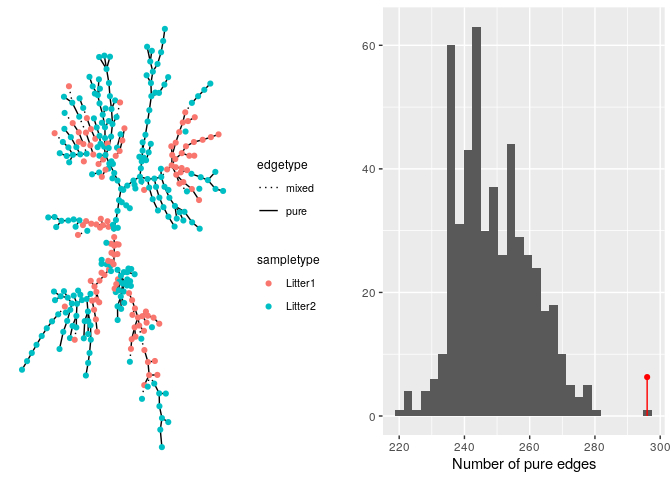 edgetype
mixed
pure
sampletype
Litter1
Litter2
60
40
20
0
220 240 260 280 300
Number of pure edges